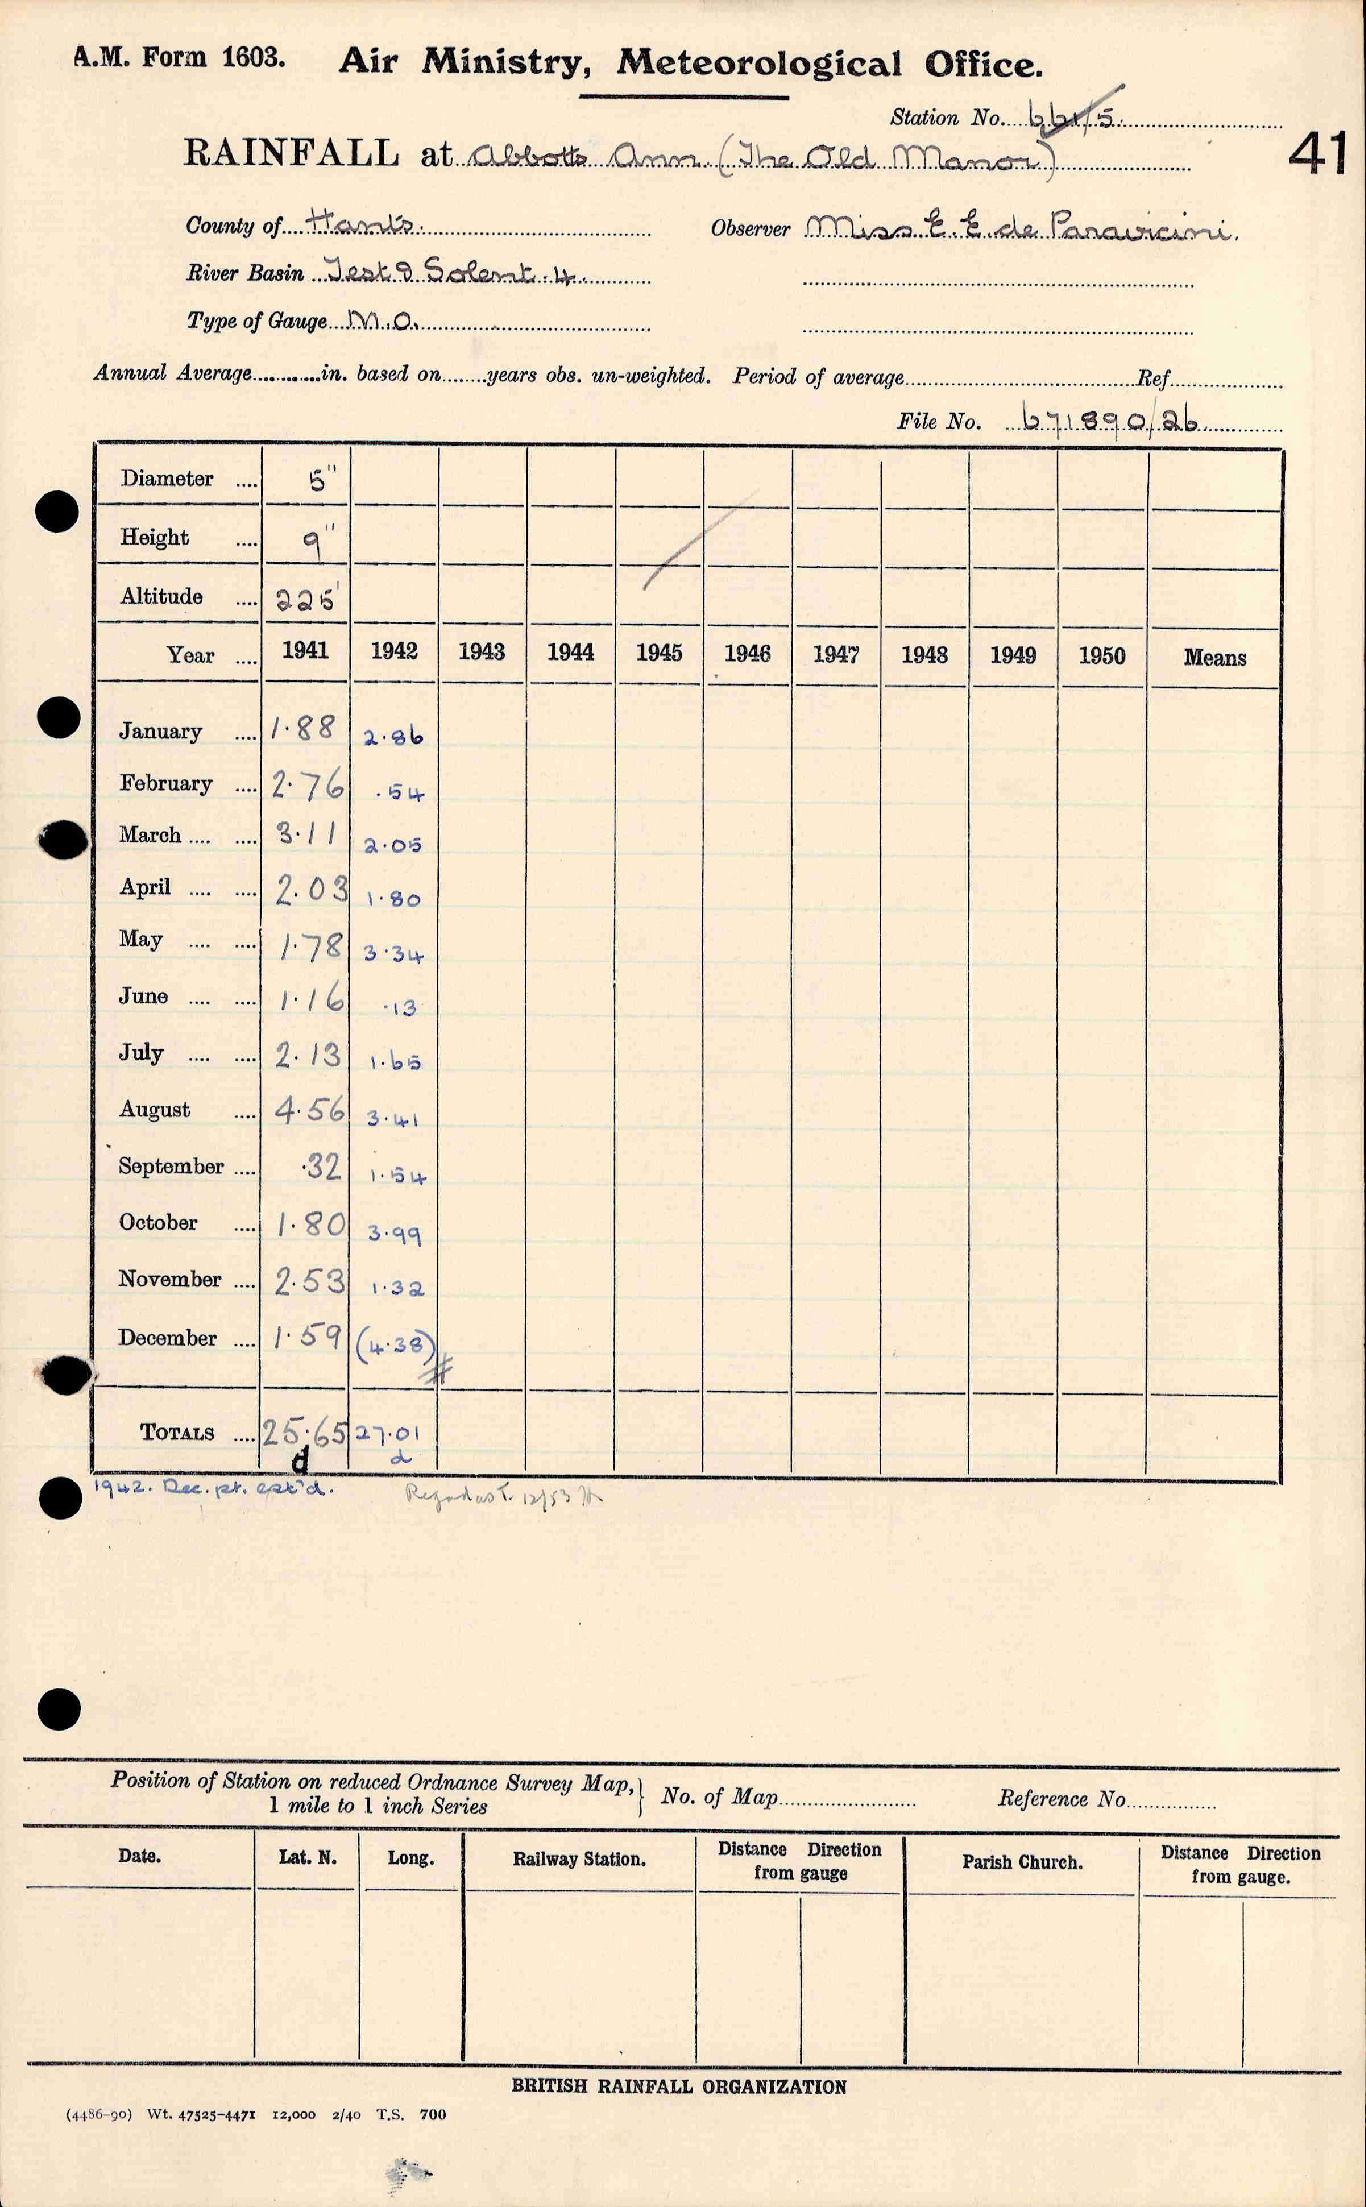 A.M. Form 1603. Air Ministry, Meteorological Office.
Station No. 661/5.
RAINFALL at Abbotts Ann (The Old Manor)
41
County of Hants. Observer Miss E. E. de Paravicini.
River Basin Test & Solent. 4.
Type of Gauge M.O.
Annual Average............in. based on........years obs. un-weighted. Period of average.............Ref.............
File No. 671890/26
Diameter .... 5"
Height .... 9"
Altitude .... 225'
Year .... 1941 1942 1943 1944 1945 1946 1947 1948 1949 1950 Means
January .... 1.88 2.86
February .... 2.76 .54
March .... .... 3.11 2.05
April .... .... 2.03 1.80
May .... .... 1.78 3.34
June .... .... 1.16 .13
July .... .... 2.13 1.65
August .... 4.56 3.41
September .... .32 1.54
October .... 1.80 3.99
November .... 2.53 1.32
December .... 1.59 (4.38)
TOTALS .... 25.65 27.01
d d
1942. Dec. pt. est'd. 12/53
Position of Station on reduced Ordnance Survey Map, } No. of Map............ Reference No............
1 mile to 1 inch Series
Date. Lat. N. Long. Railway Station. Distance Direction from gauge Parish Church. Distance Direction from gauge.
BRITISH RAINFALL ORGANIZATION
(4486-90) Wt. 47525-4471 12,000 2/40 T.S. 700